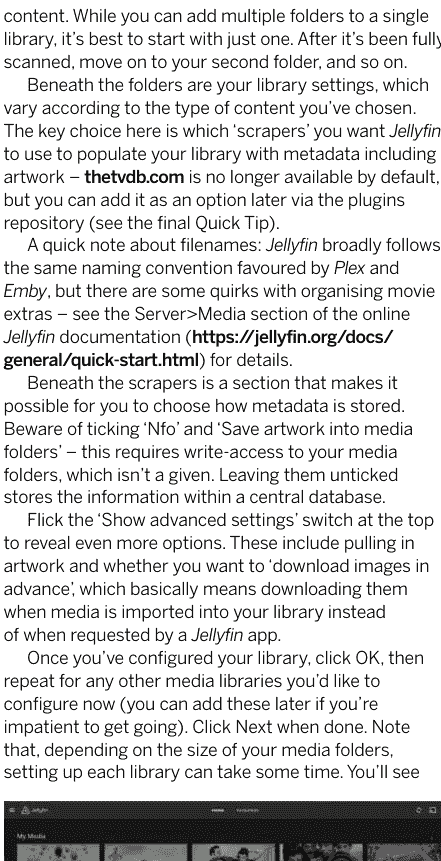 content. While you can add multiple folders to a single
library, it’s best to start with just one. After it’s been fully
scanned, move on to your second folder, and so on.
Beneath the folders are your library settings, which
vary according to the type of content you’ve chosen.
The key choice here is which ‘scrapers’ you want Jellyfin
to use to populate your library with metadata including
artwork – thetvdb.com is no longer available by default,
but you can add it as an option later via the plugins
repository (see the final Quick Tip).
A quick note about filenames: Jellyfin broadly follows
the same naming convention favoured by Plex and
Emby, but there are some quirks with organising movie
extras – see the Server>Media section of the online
Jellyfin documentation (https://jellyfin.org/docs/
general/quick-start.html) for details.
Beneath the scrapers is a section that makes it
possible for you to choose how metadata is stored.
Beware of ticking ‘Nfo’ and ‘Save artwork into media
folders’ – this requires write-access to your media
folders, which isn’t a given. Leaving them unticked
stores the information within a central database.
Flick the ‘Show advanced settings’ switch at the top
to reveal even more options. These include pulling in
artwork and whether you want to ‘download images in
advance’, which basically means downloading them
when media is imported into your library instead
of when requested by a Jellyfin app.
Once you’ve configured your library, click OK, then
repeat for any other media libraries you’d like to
configure now (you can add these later if you’re
impatient to get going). Click Next when done. Note
that, depending on the size of your media folders,
setting up each library can take some time. You’ll see
Jellyfin
My Media